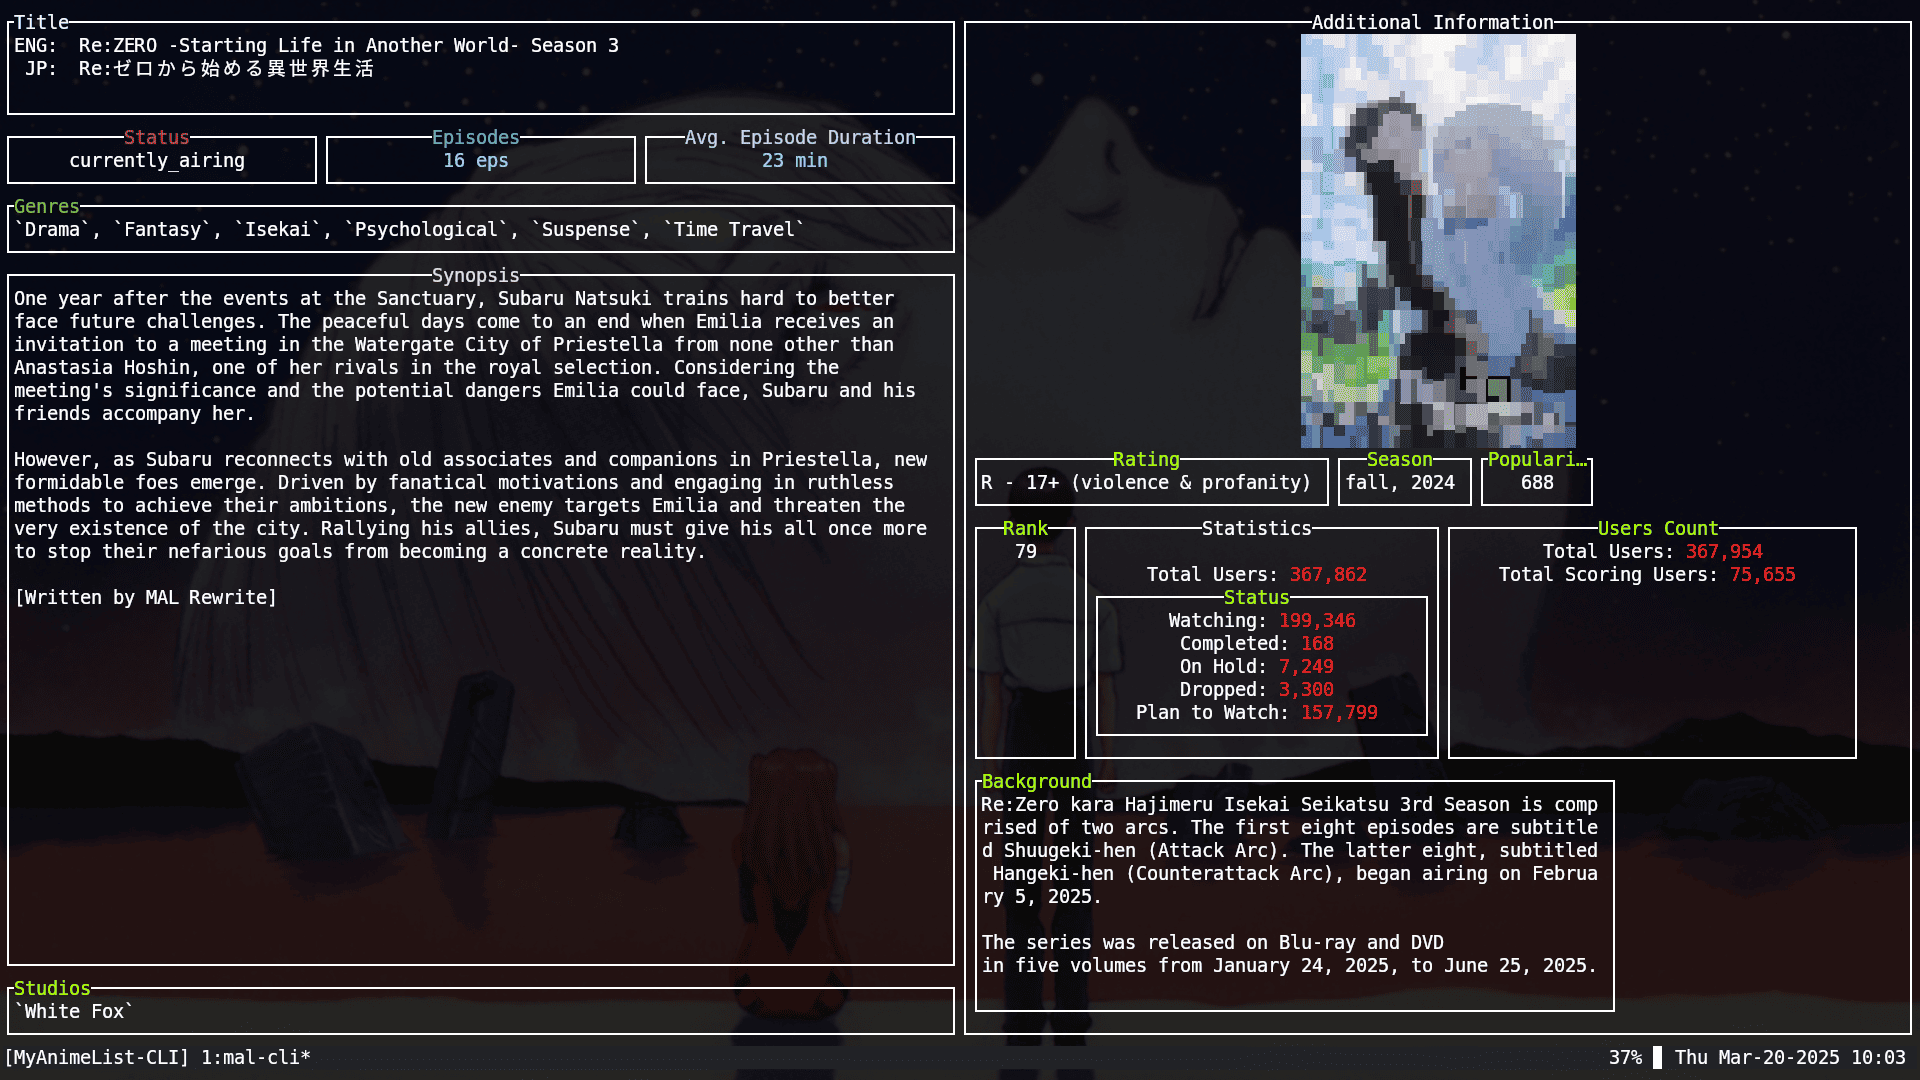 Title
ENG:  Re:ZERO -Starting Life in Another World- Season 3
JP:  Re:ゼロから始める異世界生活
Status
currently_airing
Episodes
16 eps
Avg. Episode Duration
23 min
Genres
`Drama`, `Fantasy`, `Isekai`, `Psychological`, `Suspense`, `Time Travel`
Synopsis
One year after the events at the Sanctuary, Subaru Natsuki trains hard to better
face future challenges. The peaceful days come to an end when Emilia receives an
invitation to a meeting in the Watergate City of Priestella from none other than
Anastasia Hoshin, one of her rivals in the royal selection. Considering the
meeting's significance and the potential dangers Emilia could face, Subaru and his
friends accompany her.
However, as Subaru reconnects with old associates and companions in Priestella, new
formidable foes emerge. Driven by fanatical motivations and engaging in ruthless
methods to achieve their ambitions, the new enemy targets Emilia and threaten the
very existence of the city. Rallying his allies, Subaru must give his all once more
to stop their nefarious goals from becoming a concrete reality.
[Written by MAL Rewrite]
Studios
`White Fox`
Additional Information
Rating
R - 17+ (violence & profanity)
Season
fall, 2024
Populari…
688
Rank
79
Statistics
Total Users: 367,862
Status
Watching: 199,346
Completed: 168
On Hold: 7,249
Dropped: 3,300
Plan to Watch: 157,799
Users Count
Total Users: 367,954
Total Scoring Users: 75,655
Background
Re:Zero kara Hajimeru Isekai Seikatsu 3rd Season is comp
rised of two arcs. The first eight episodes are subtitle
d Shuugeki-hen (Attack Arc). The latter eight, subtitled
Hangeki-hen (Counterattack Arc), began airing on Februa
ry 5, 2025.
The series was released on Blu-ray and DVD
in five volumes from January 24, 2025, to June 25, 2025.
[MyAnimeList-CLI] 1:mal-cli*
37% Thu Mar-20-2025 10:03